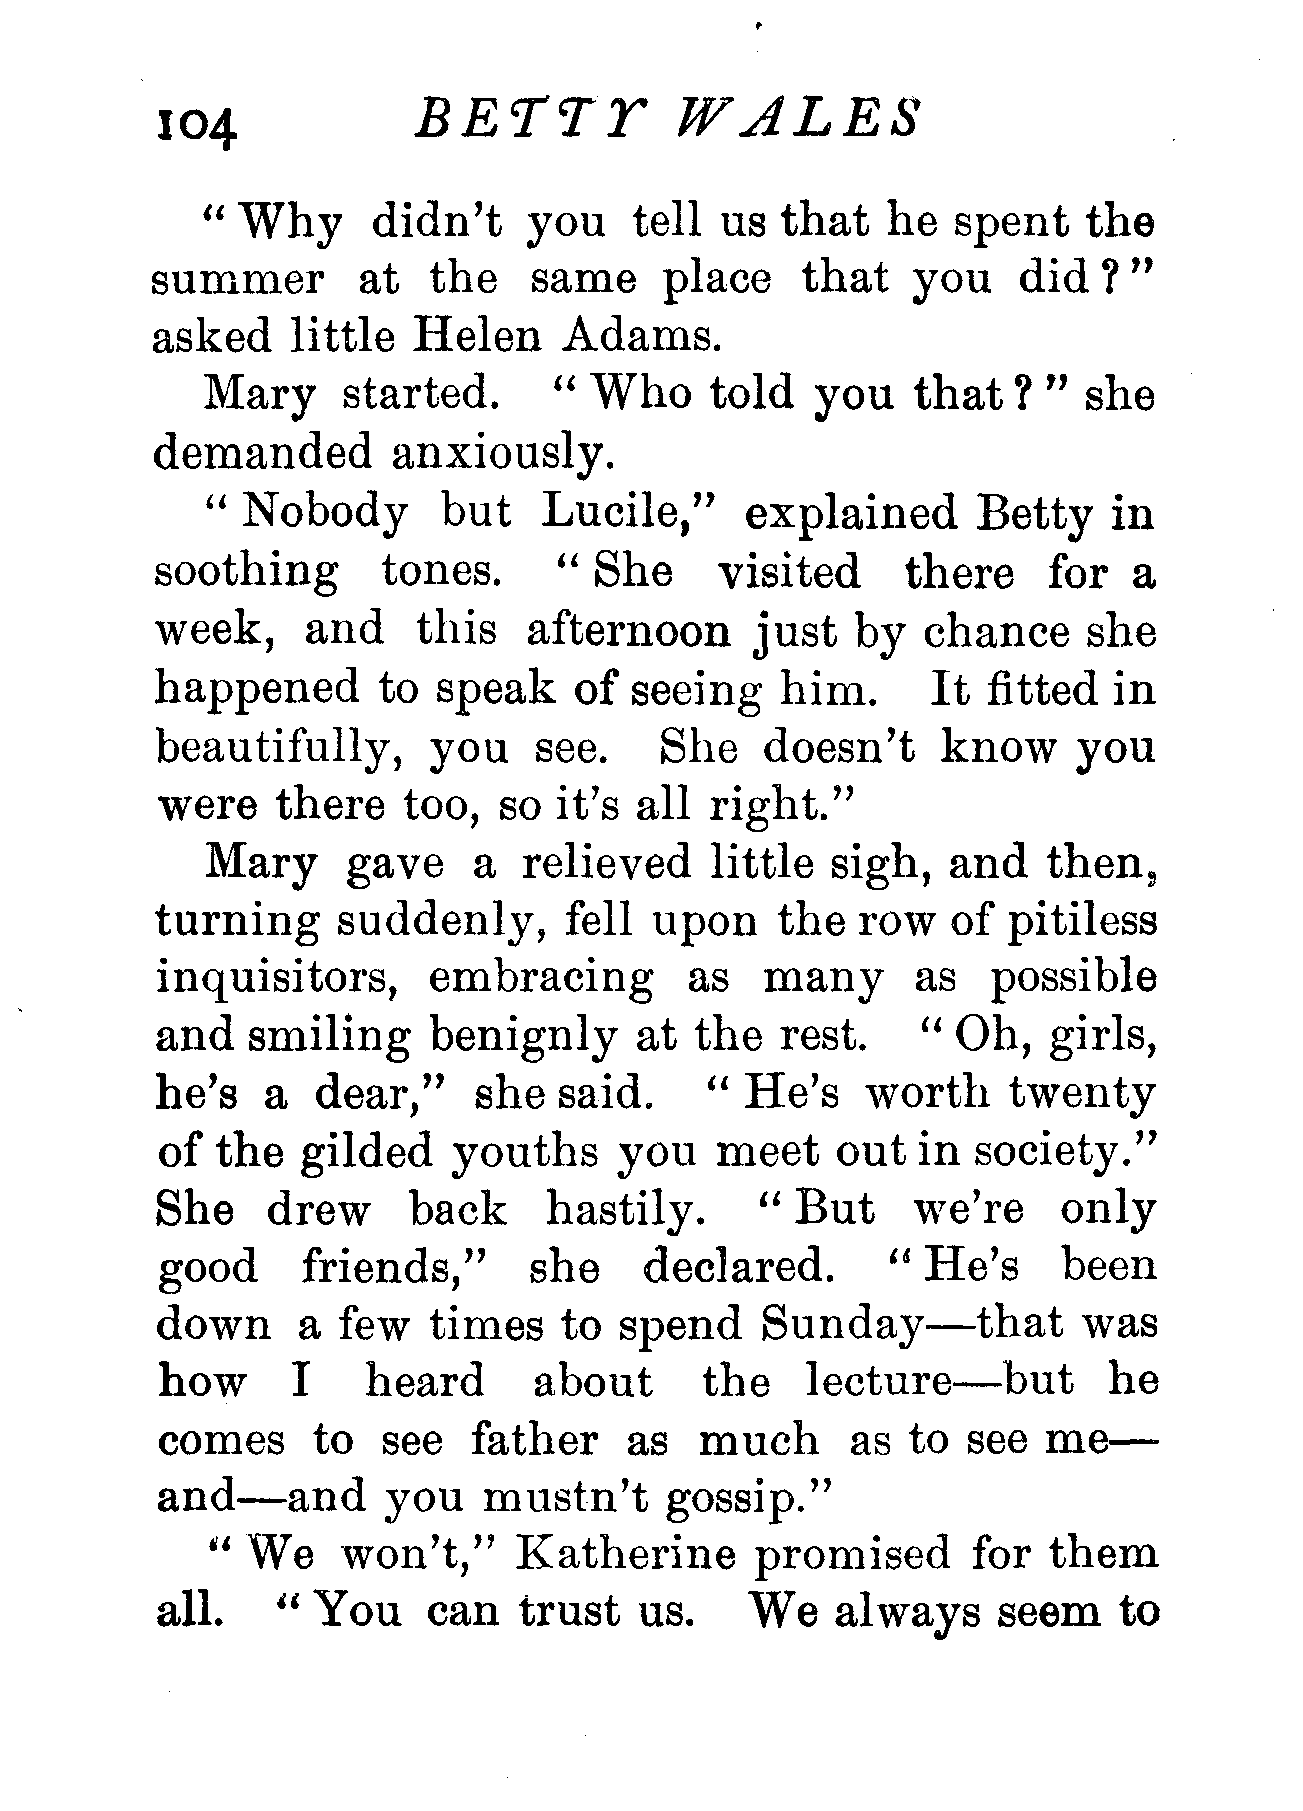 104 BETTY WALES
“Why didn’t you tell us that he spent the
summer at the same place that you did?”
asked little Helen Adams.
Mary started. “Who told you that?” she
demanded anxiously.
“Nobody but Lucile,” explained Betty in
soothing tones. “She visited there for a
week, and this afternoon just by chance she
happened to speak of seeing him. It fitted in
beautifully, you see. She doesn’t know you
were there too, so it’s all right.”
Mary gave a relieved little sigh, and then,
turning suddenly, fell upon the row of pitiless
inquisitors, embracing as many as possible
and smiling benignly at the rest. “Oh, girls,
he’s a dear,” she said. “He’s worth twenty
of the gilded youths you meet out in society.”
She drew back hastily. “But we’re only
good friends,” she declared. “He’s been
down a few times to spend Sunday—that was
how I heard about the lecture—but he
comes to see father as much as to see me—
and—and you mustn’t gossip.”
“We won’t,” Katherine promised for them
all. “You can trust us. We always seem to